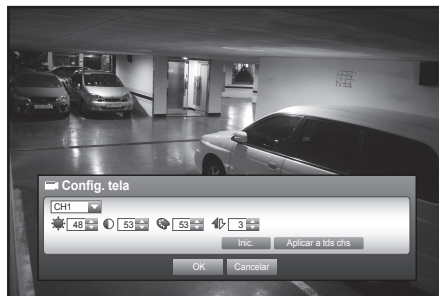 Config. tela
CH1
48 53 53 3
Inic. Aplicar a tds chs
OK Cancelar